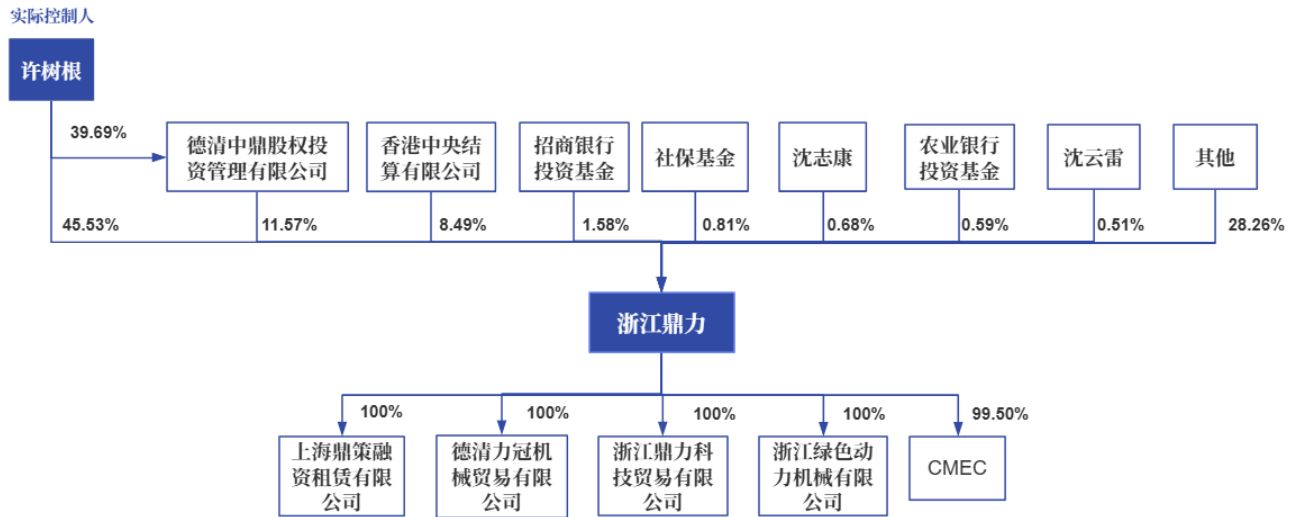 实际控制人
许树根
39.69%
德清中鼎股权投
资管理有限公司
香港中央结
算有限公司
招商银行
投资基金
社保基金
沈志康
农业银行
投资基金
沈云雷
其他
45.53%
11.57%
8.49%
1.58%
0.81%
0.68%
0.59%
0.51%
28.26%
浙江鼎力
100%
100%
100%
100%
99.50%
上海鼎策融
资租赁有限
公司
德清力冠机
械贸易有限
公司
浙江鼎力科
技贸易有限
公司
浙江绿色动
力机械有限
公司
CMEC